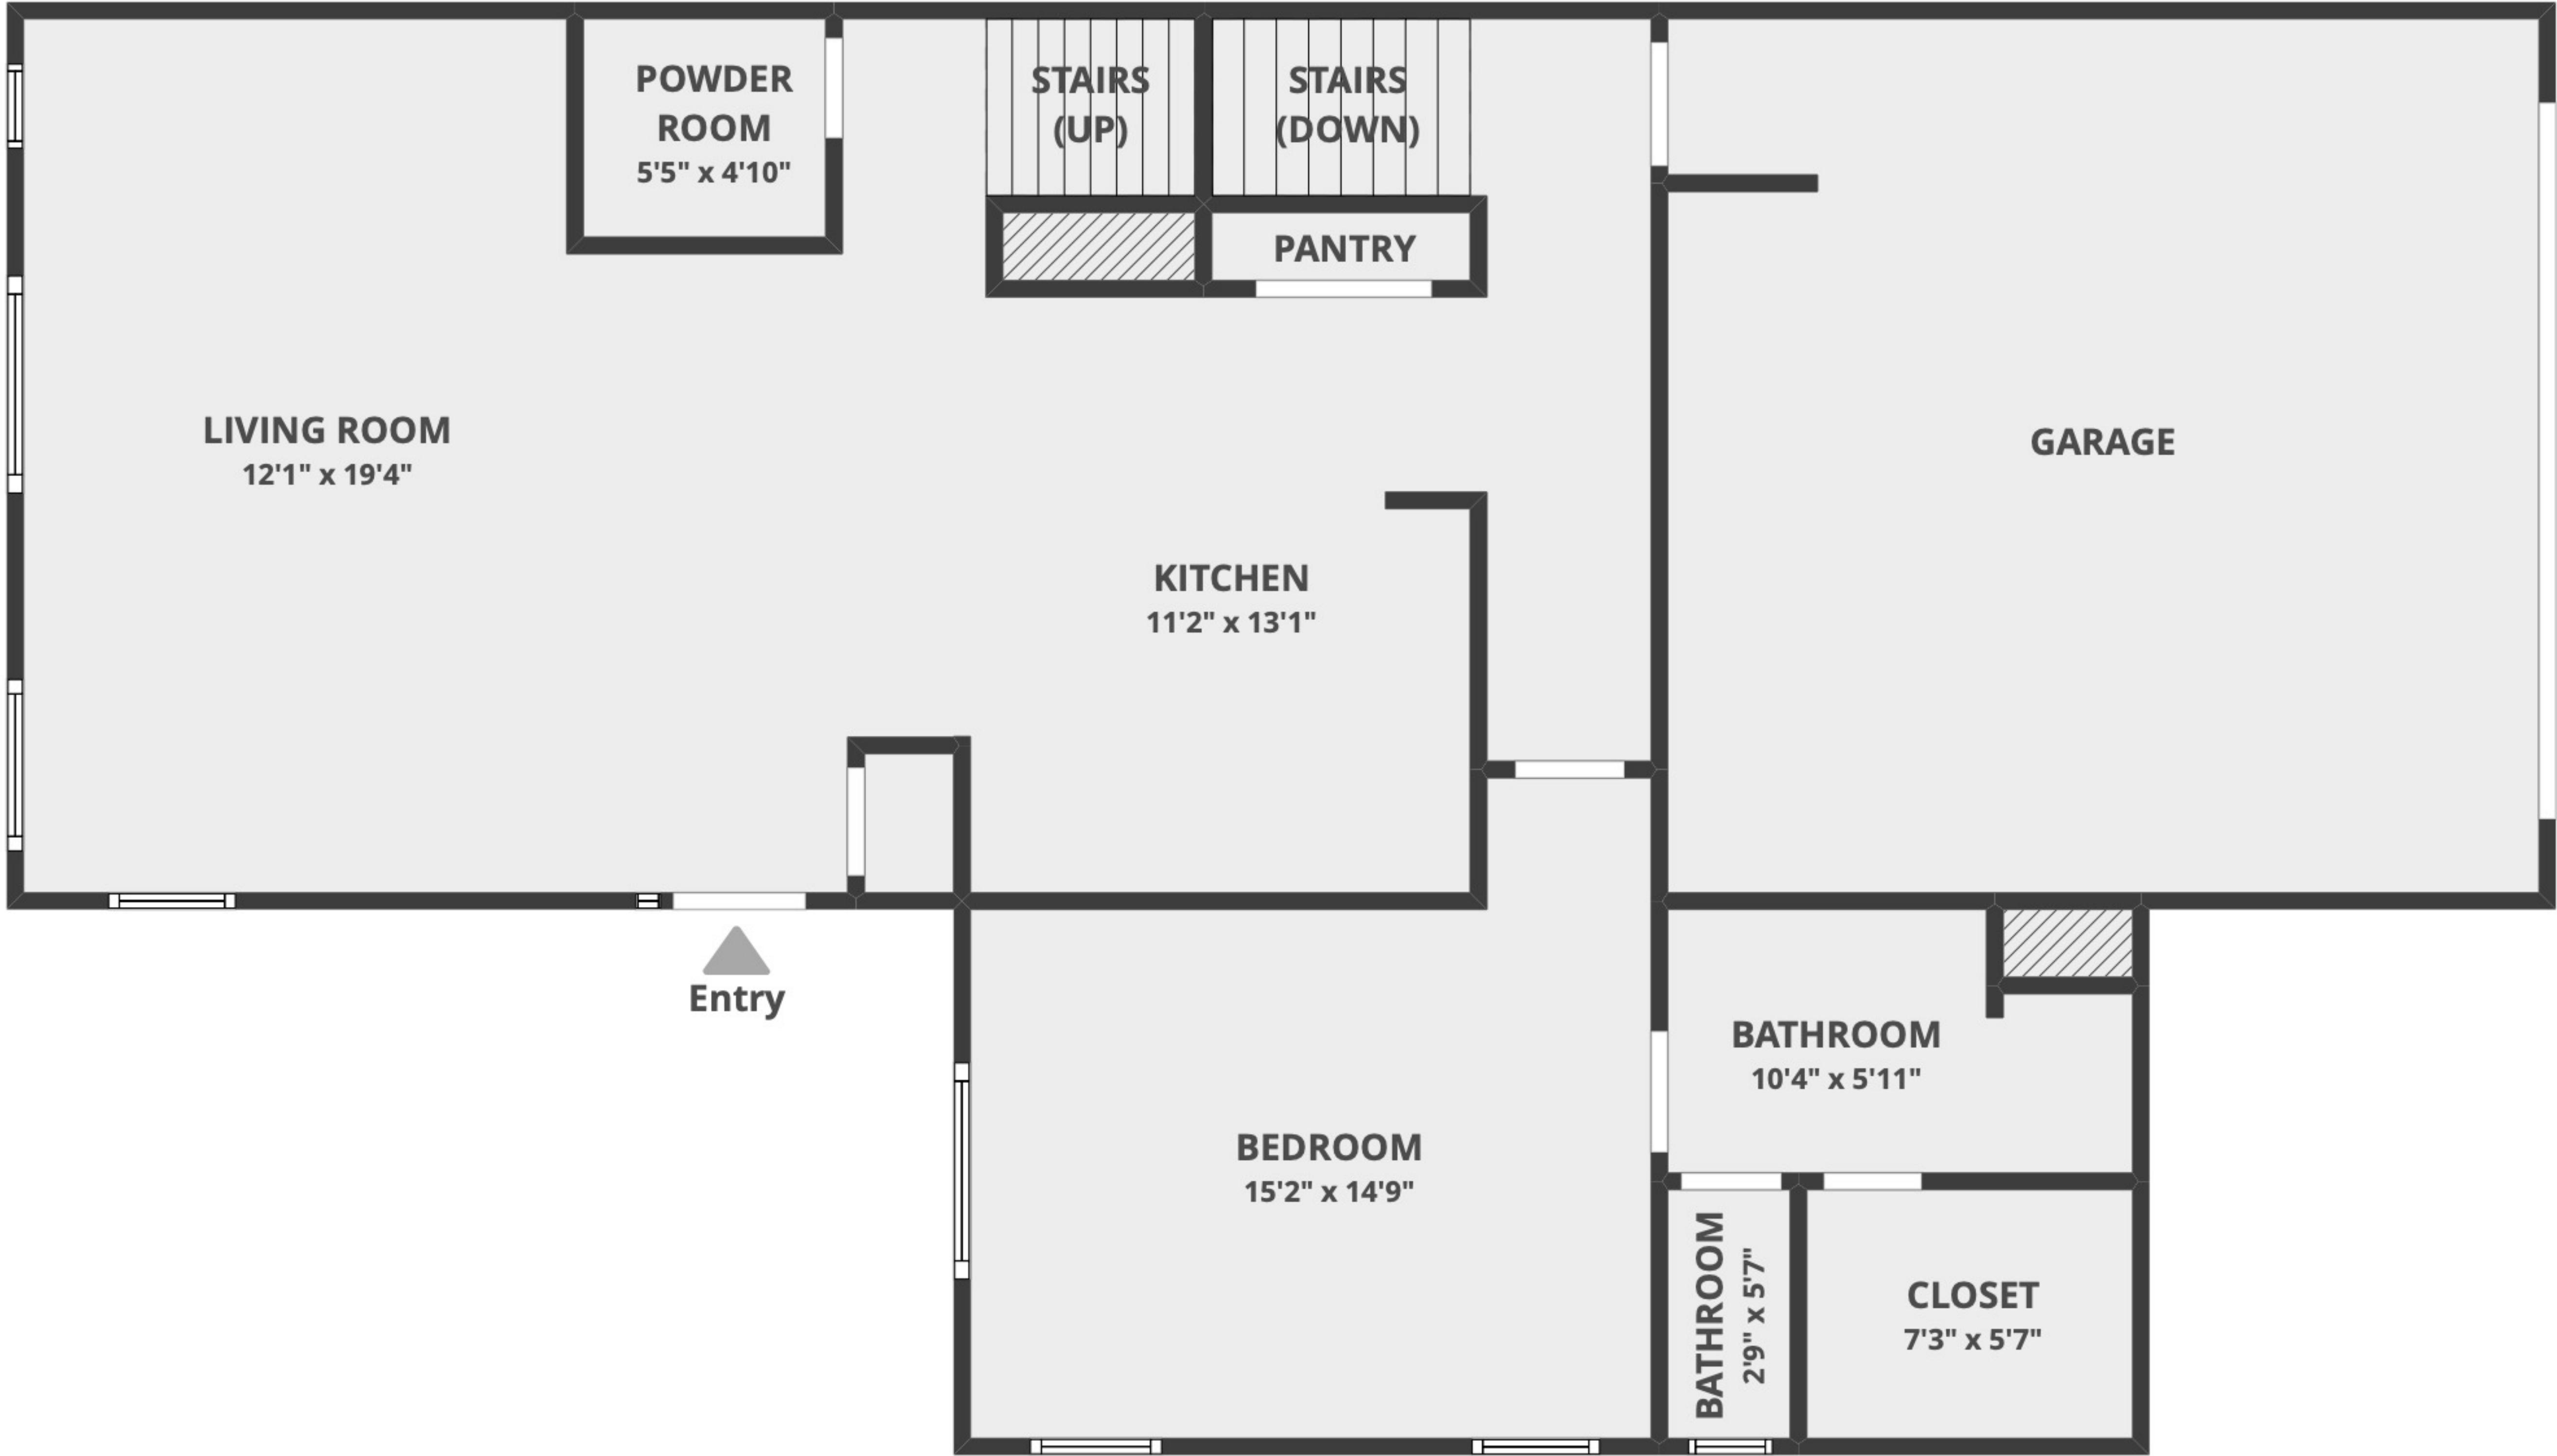 POWDER
ROOM
5'5" x 4'10"
STAIRS
(UP)
STAIRS
(DOWN)
PANTRY
LIVING ROOM
12'1" x 19'4"
GARAGE
KITCHEN
11'2" x 13'1"
Entry
BATHROOM
10'4" x 5'11"
BEDROOM
15'2" x 14'9"
BATHROOM
2'9" x 5'7"
CLOSET
7'3" x 5'7"